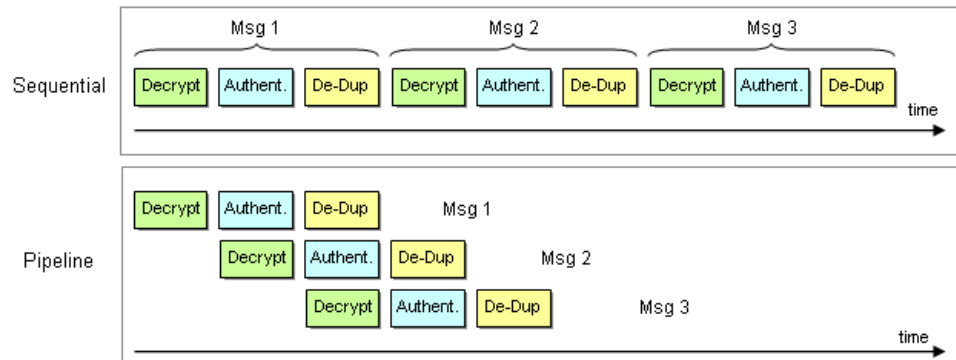 Msg 1 Msg 2 Msg 3
Sequential Decrypt Authent. De-Dup Decrypt Authent. De-Dup Decrypt Authent. De-Dup
time
Decrypt Authent. De-Dup Msg 1
Pipeline Decrypt Authent. De-Dup Msg 2
Decrypt Authent. De-Dup Msg 3
time